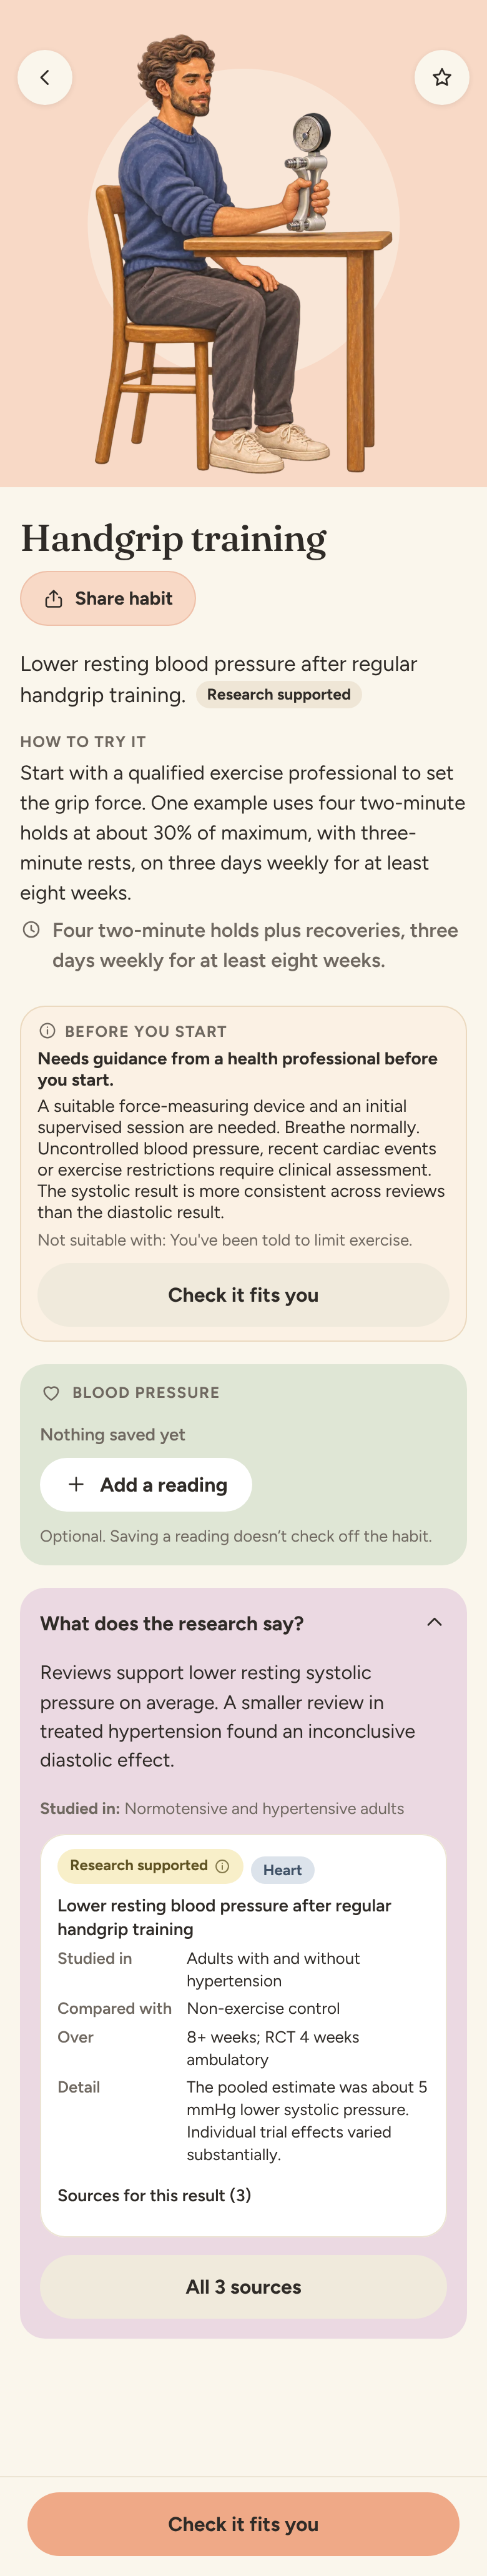 Handgrip training
Share habit
Lower resting blood pressure after regular
handgrip training. Research supported
HOW TO TRY IT
Start with a qualified exercise professional to set
the grip force. One example uses four two-minute
holds at about 30% of maximum, with three-
minute rests, on three days weekly for at least
eight weeks.
Four two-minute holds plus recoveries, three
days weekly for at least eight weeks.
BEFORE YOU START
Needs guidance from a health professional before
you start.
A suitable force-measuring device and an initial
supervised session are needed. Breathe normally.
Uncontrolled blood pressure, recent cardiac events
or exercise restrictions require clinical assessment.
The systolic result is more consistent across reviews
than the diastolic result.
Not suitable with: You've been told to limit exercise.
Check it fits you
BLOOD PRESSURE
Nothing saved yet
Add a reading
Optional. Saving a reading doesn’t check off the habit.
What does the research say?
Reviews support lower resting systolic
pressure on average. A smaller review in
treated hypertension found an inconclusive
diastolic effect.
Studied in: Normotensive and hypertensive adults
Research supported Heart
Lower resting blood pressure after regular
handgrip training
Studied in Adults with and without
hypertension
Compared with Non-exercise control
Over 8+ weeks; RCT 4 weeks
ambulatory
Detail The pooled estimate was about 5
mmHg lower systolic pressure.
Individual trial effects varied
substantially.
Sources for this result (3)
All 3 sources
Check it fits you